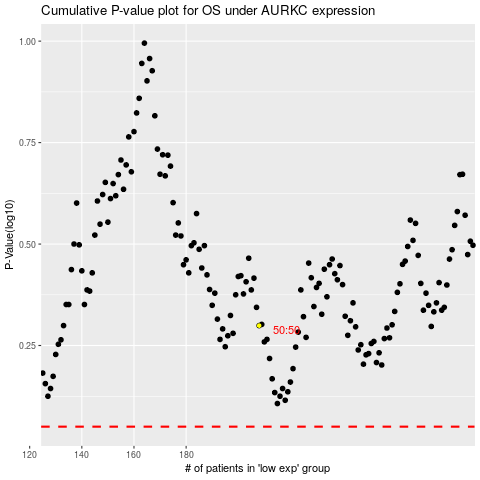 Cumulative P-value plot for OS under AURKC expression
P-Value(log10)
1.00
0.75
0.50
0.25
50:50
120 140 160 180
# of patients in 'low exp' group